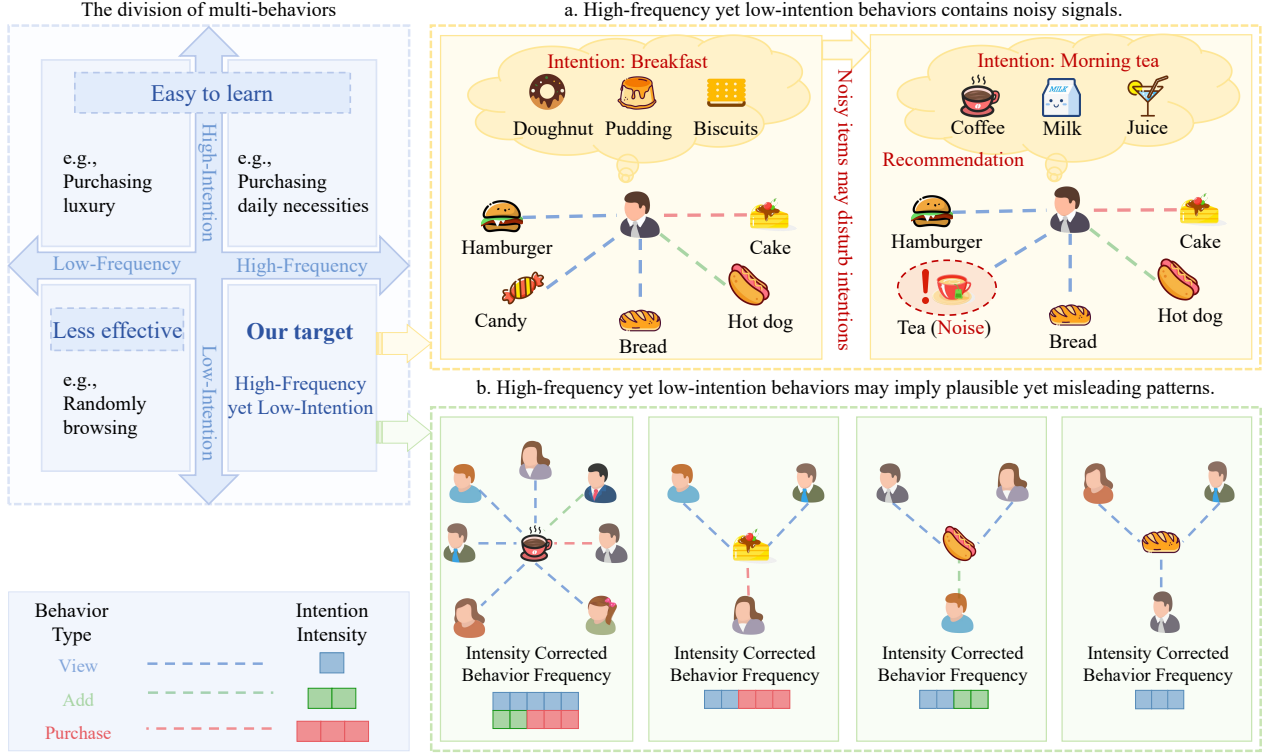 The division of multi-behaviors
Easy to learn
High-Intention
e.g.,
Purchasing
luxury
e.g.,
Purchasing
daily necessities
Low-Frequency
High-Frequency
Less effective
e.g.,
Randomly
browsing
Low-Intention
Our target
High-Frequency
yet Low-Intention
Behavior
Type
Intention
Intensity
View
Add
Purchase
a. High-frequency yet low-intention behaviors contains noisy signals.
Intention: Breakfast
Doughnut
Pudding
Biscuits
Hamburger
Cake
Candy
Bread
Hot dog
Noisy items may disturb intentions
Intention: Morning tea
MILK
Coffee
Milk
Juice
Recommendation
Hamburger
Cake
Tea (Noise)
Bread
Hot dog
b. High-frequency yet low-intention behaviors may imply plausible yet misleading patterns.
Intensity Corrected
Behavior Frequency
Intensity Corrected
Behavior Frequency
Intensity Corrected
Behavior Frequency
Intensity Corrected
Behavior Frequency